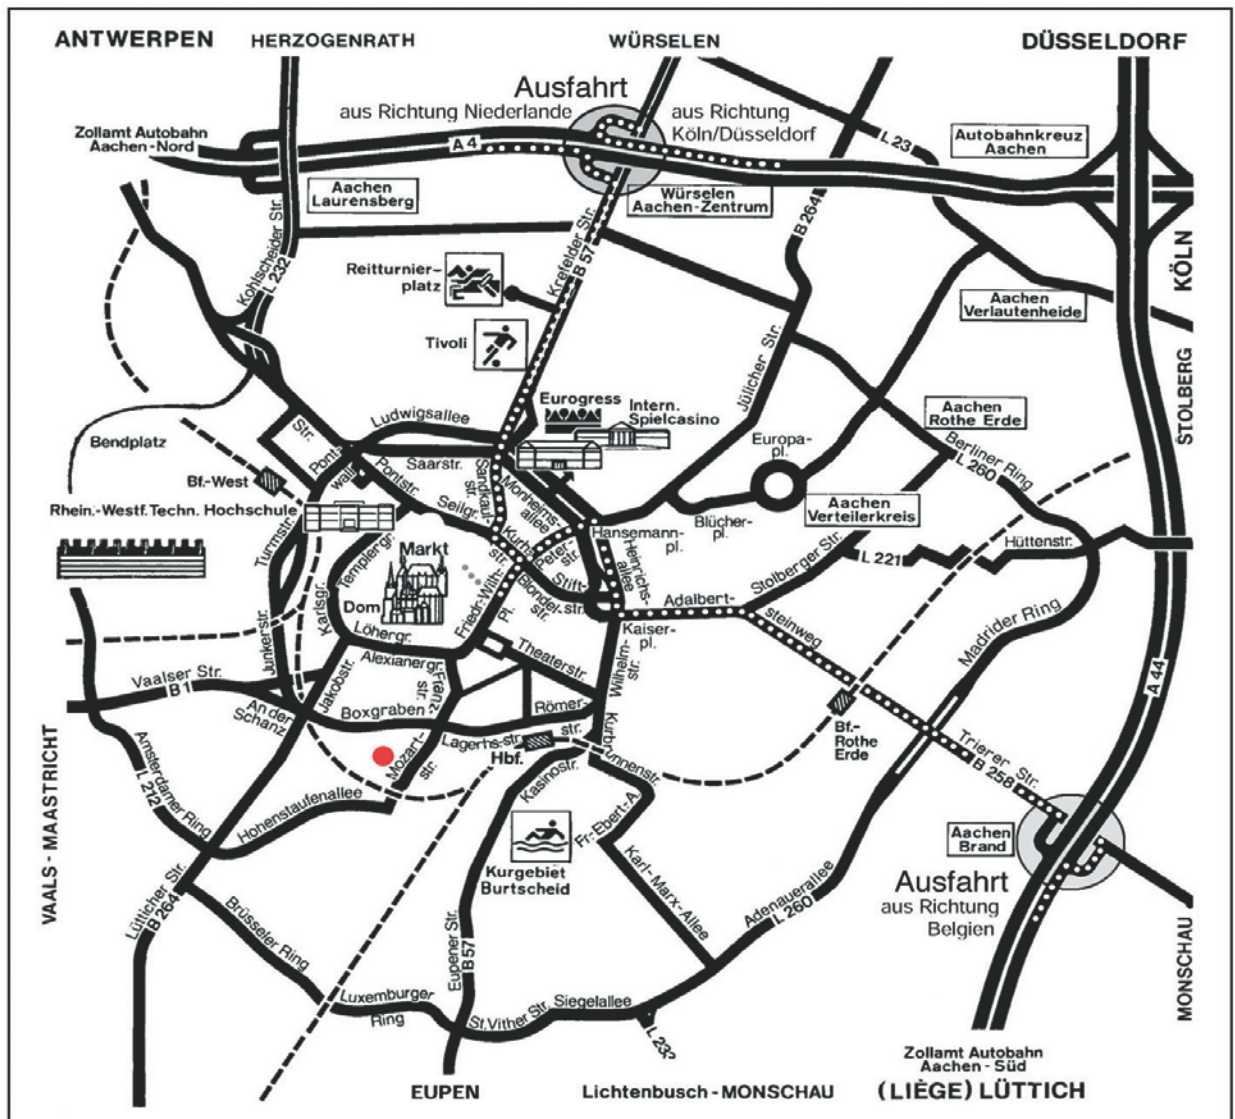 ANTWERPEN
HERZOGENRATH
WÜRSELEN
DÜSSELDORF
Ausfahrt
aus Richtung Niederlande
aus Richtung
Köln/Düsseldorf
Zollamt Autobahn
Aachen-Nord
A 4
L 23
Autobahnkreuz
Aachen
Aachen
Laurensberg
Würselen
Aachen-Zentrum
B 264
Kohlscheider Str.
L 232
Krefelder Str.
B 57
KÖLN
Reitturnier-
platz
Aachen
Verlautenheide
Tivoli
Jülicher Str.
STOLBERG
Eurogress
Intern.
Spielcasino
Ludwigsallee
Aachen
Rothe Erde
Bendplatz
Str.
Pont-
wall
Saarstr.
Europa-
pl.
Berliner Ring
L 260
Bf.-West
Pontstr.
Sandkaul-
str.
Monheims-
allee
Seilgr.
Rhein.-Westf. Techn. Hochschule
Blücher-
pl.
Aachen
Verteilerkreis
Turmstr.
Templergr.
Markt
Kurhs.
str.
Peter-
str.
Hansemann-
pl.
Heinrichs-
allee
Hüttenstr.
L 221
Stolberger Str.
Karlsgr.
Dom
Friedr.-Wilh-
Pl.
Blondel-
str.
Stift-
str.
Adalbert-
steinweg
Kaiser-
pl.
Madrider Ring
Junkerstr.
Löhergr.
Alexianergr.
Theaterstr.
Wilhelm-
str.
Vaalser Str.
B 1
Jakobstr.
Franz-
str.
A 44
An der
Schanz
Boxgraben
Römer-
str.
Lagerhs-str.
Hbf.
Kurbrunnenstr.
Bf.-
Rothe
Erde
Trierer Str.
B 258
VAALS - MAASTRICHT
Amsterdamer Ring
L 212
Mozart-
str.
Kasinostr.
Hohenstaufenallee
Fr.-Ebert-A.
Aachen
Brand
Kurgebiet
Burtscheid
Karl-Marx-Allee
Ausfahrt
aus Richtung
Belgien
Lütticher Str.
B 264
Brüsseler Ring
Eupener Str.
B 57
Adenauerallee
L 260
MONSCHAU
Luxemburger
Ring
St.Vither Str.
Siegelallee
L 233
Zollamt Autobahn
Aachen - Süd
EUPEN
Lichtenbusch - MONSCHAU
(LIÈGE) LÜTTICH